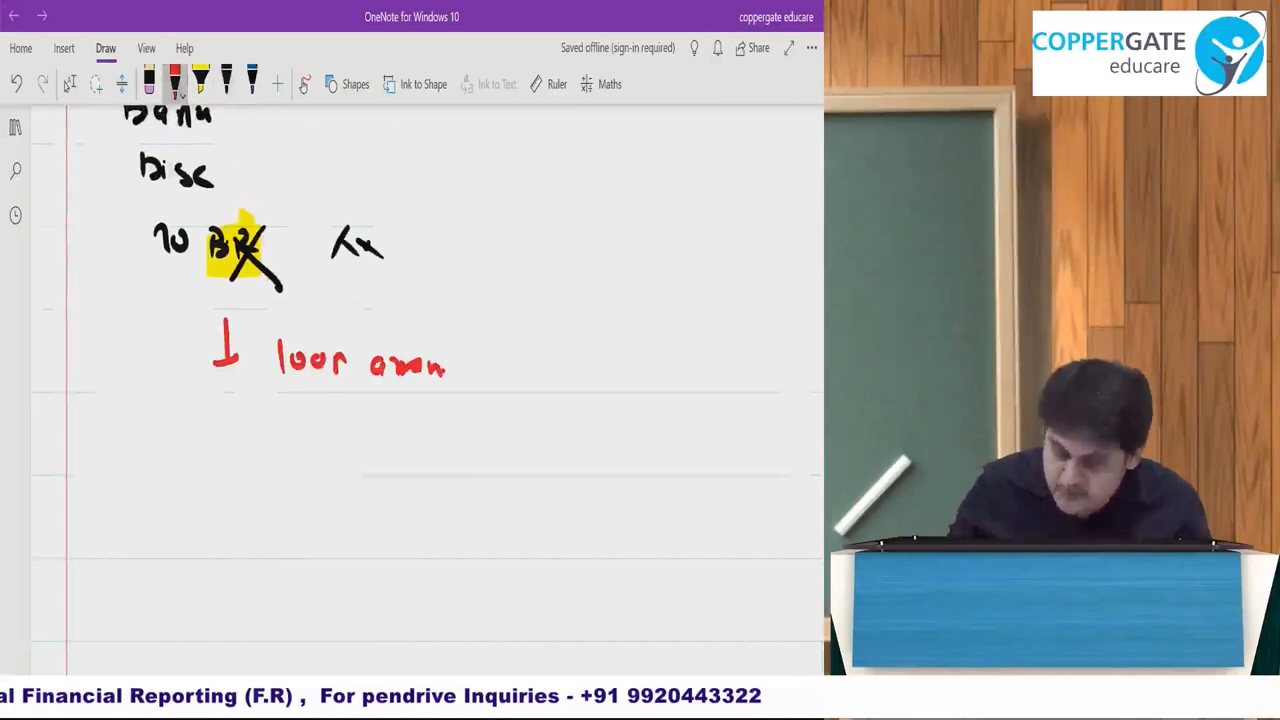 OneNote for Windows 10
coppergate educare
Home Insert Draw View Help
Saved offline (sign-in required)
Share
Shapes
Ink to Shape
Ink to Text
Ruler
Maths
COPPERGATE
educare
Bank
Disc
To BR
al Financial Reporting (F.R) , For pendrive Inquiries - +91 9920443322